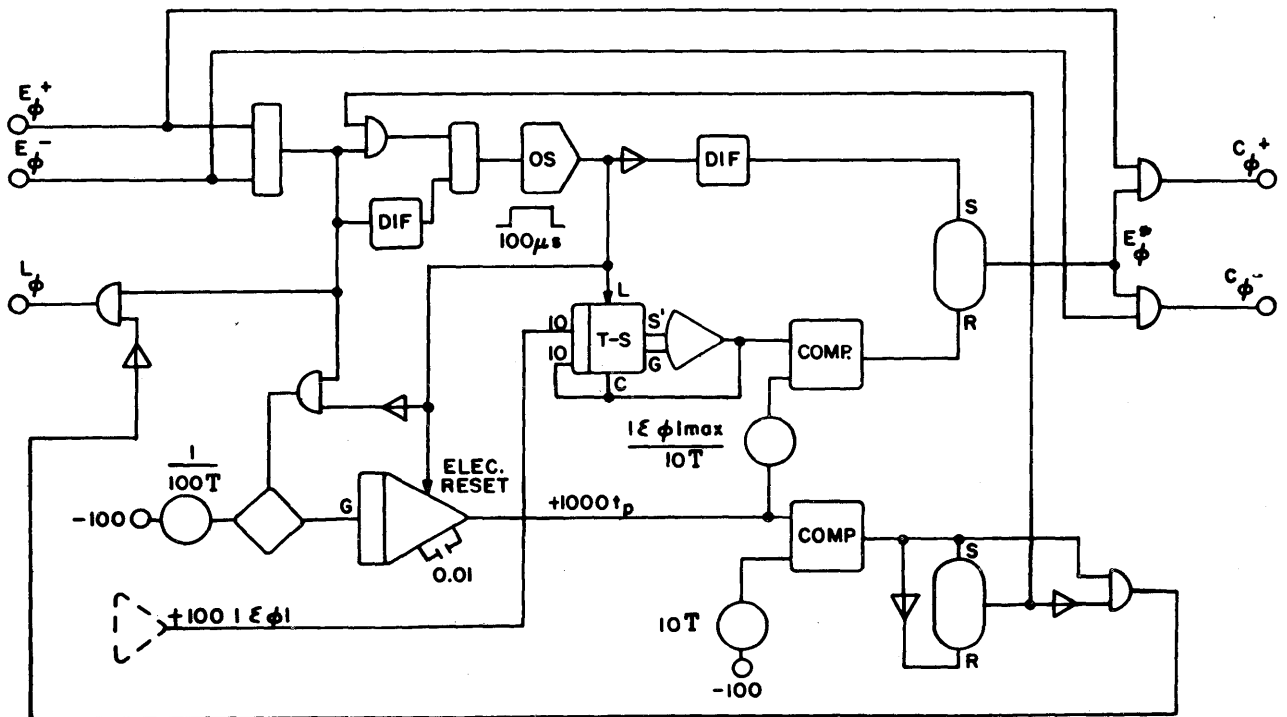 E ϕ +
E ϕ -
L ϕ
OS
DIF
DIF
100μs
S
R
E ϕ *
C ϕ +
C ϕ -
L
10
10
T-S
S'
G
C
COMP.
|ε ϕ|max
10T
1
100T
-100
G
ELEC.
RESET
0.01
+1000 tp
COMP
+100 |ε ϕ|
10T
-100
S
R